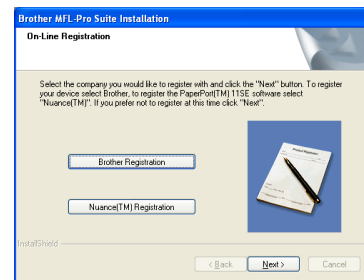 Brother MFL-Pro Suite Installation
On-Line Registration
Select the company you would like to register with and click the "Next" button. To register
your device select Brother, to register the PaperPort(TM) 11SE software select
"Nuance(TM)". If you prefer not to register at this time click "Next".
Brother Registration
Nuance(TM) Registration
InstallShield
< Back
Next >
Cancel